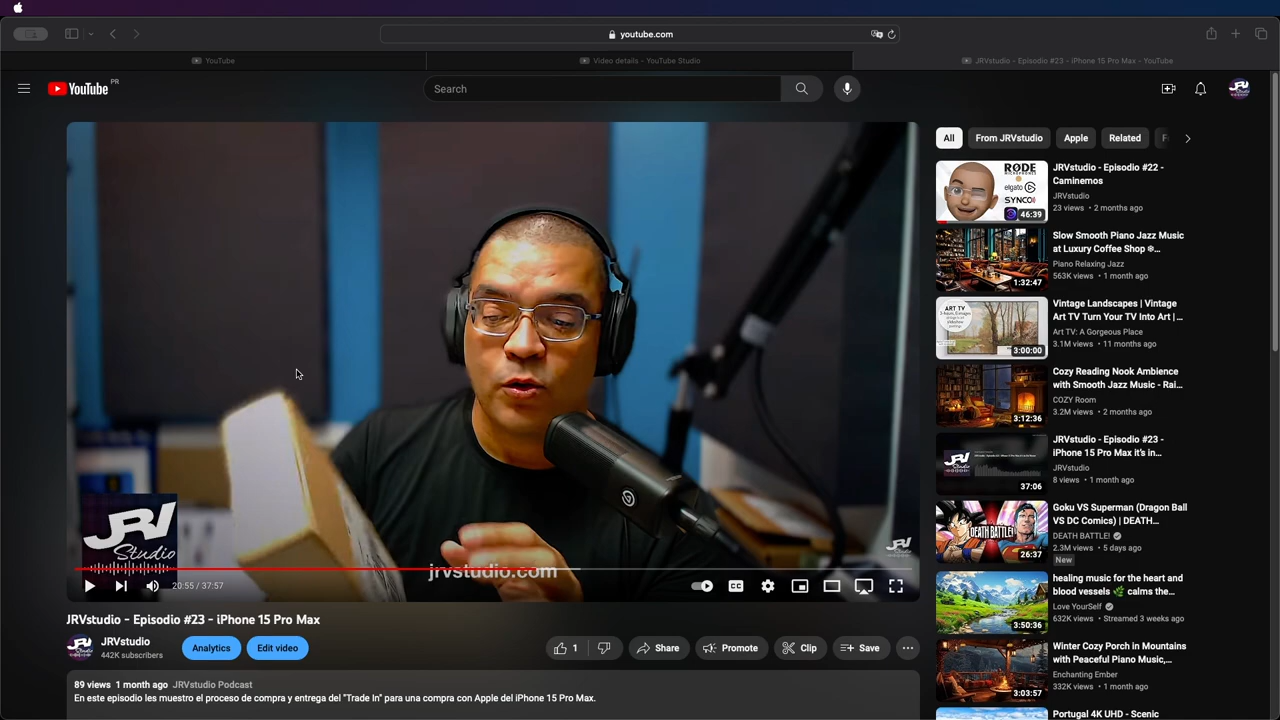 youtube.com
YouTube
Video details - YouTube Studio
JRVstudio - Episodio #23 - iPhone 15 Pro Max - YouTube
YouTube PR
Search
All
From JRVstudio
Apple
Related
JRVstudio - Episodio #22 -
Caminemos
JRVstudio
23 views • 2 months ago
RØDE
MICROPHONES
elgato
SYNCO
46:39
Slow Smooth Piano Jazz Music
at Luxury Coffee Shop ❄...
Piano Relaxing Jazz
563K views • 1 month ago
1:32:47
Vintage Landscapes | Vintage
Art TV Turn Your TV Into Art | ...
Art TV: A Gorgeous Place
3.1M views • 11 months ago
ART TV
3:00:00
Cozy Reading Nook Ambience
with Smooth Jazz Music - Rai...
COZY Room
3.2M views • 2 months ago
3:12:36
JRVstudio - Episodio #23 -
iPhone 15 Pro Max it's in...
JRVstudio
8 views • 1 month ago
37:06
Goku VS Superman (Dragon Ball
VS DC Comics) | DEATH...
DEATH BATTLE!
2.3M views • 5 days ago
New
DEATH BATTLE!
26:37
healing music for the heart and
blood vessels 🌿 calms the...
Love YourSelf
632K views • Streamed 3 weeks ago
3:50:36
Winter Cozy Porch in Mountains
with Peaceful Piano Music,...
Enchanting Ember
332K views • 1 month ago
3:03:57
Portugal 4K UHD - Scenic
JRV
Studio
jrvstudio.com
JRV
Studio
20:55 / 37:57
CC
JRVstudio - Episodio #23 - iPhone 15 Pro Max
JRVstudio
442K subscribers
Analytics
Edit video
1
Share
Promote
Clip
Save
89 views 1 month ago JRVstudio Podcast
En este episodio les muestro el proceso de compra y envio del "Trade In" para una compra con Apple del iPhone 15 Pro Max.